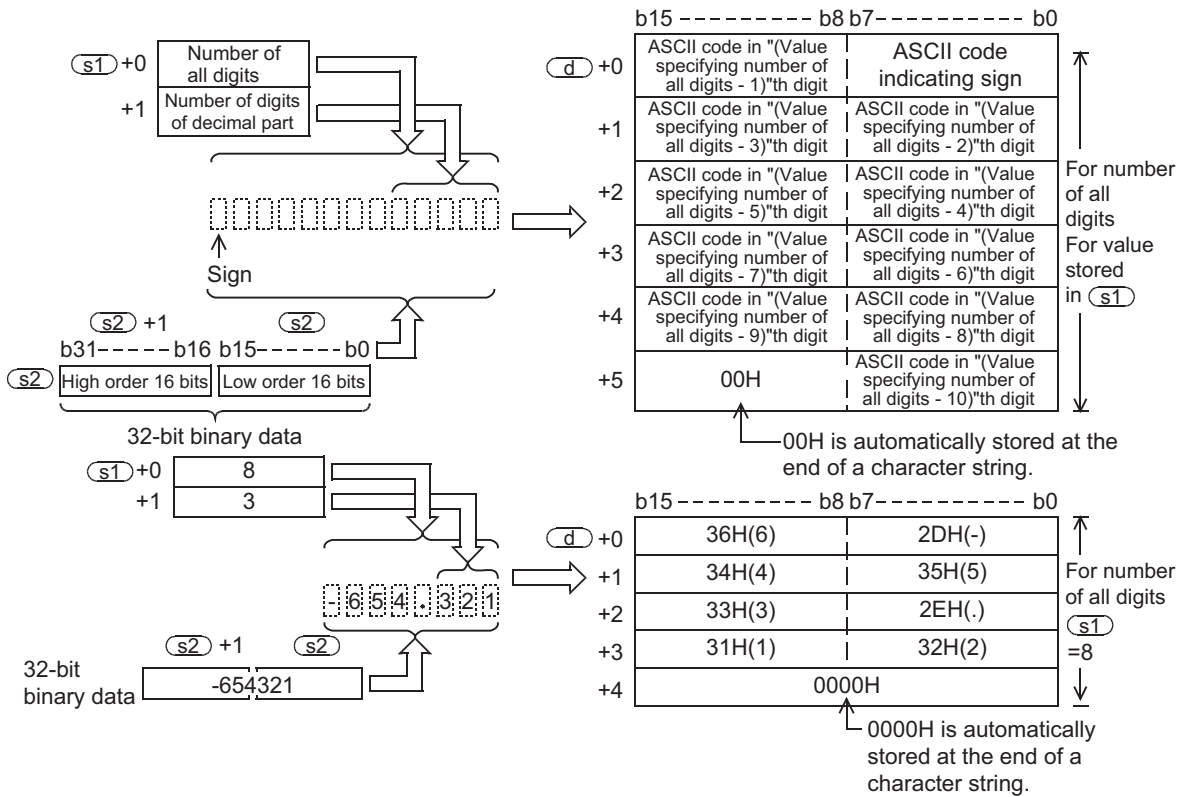 s1 +0 Number of all digits
+1 Number of digits of decimal part
Sign
s2 +1 s2
b31 b16 b15 b0
s2 High order 16 bits Low order 16 bits
32-bit binary data
b15 b8 b7 b0
d +0 ASCII code in "(Value specifying number of all digits - 1)"th digit ASCII code indicating sign
+1 ASCII code in "(Value specifying number of all digits - 3)"th digit ASCII code in "(Value specifying number of all digits - 2)"th digit
+2 ASCII code in "(Value specifying number of all digits - 5)"th digit ASCII code in "(Value specifying number of all digits - 4)"th digit
+3 ASCII code in "(Value specifying number of all digits - 7)"th digit ASCII code in "(Value specifying number of all digits - 6)"th digit
+4 ASCII code in "(Value specifying number of all digits - 9)"th digit ASCII code in "(Value specifying number of all digits - 8)"th digit
+5 00H ASCII code in "(Value specifying number of all digits - 10)"th digit
For number
of all
digits
For value
stored
in s1
00H is automatically stored at the
end of a character string.
s1 +0 8
+1 3
- 6 5 4 . 3 2 1
s2 +1 s2
32-bit
binary data -654321
b15 b8 b7 b0
d +0 36H(6) 2DH(-)
+1 34H(4) 35H(5)
+2 33H(3) 2EH(.)
+3 31H(1) 32H(2)
+4 0000H
For number
of all digits
s1
=8
0000H is automatically
stored at the end of a
character string.